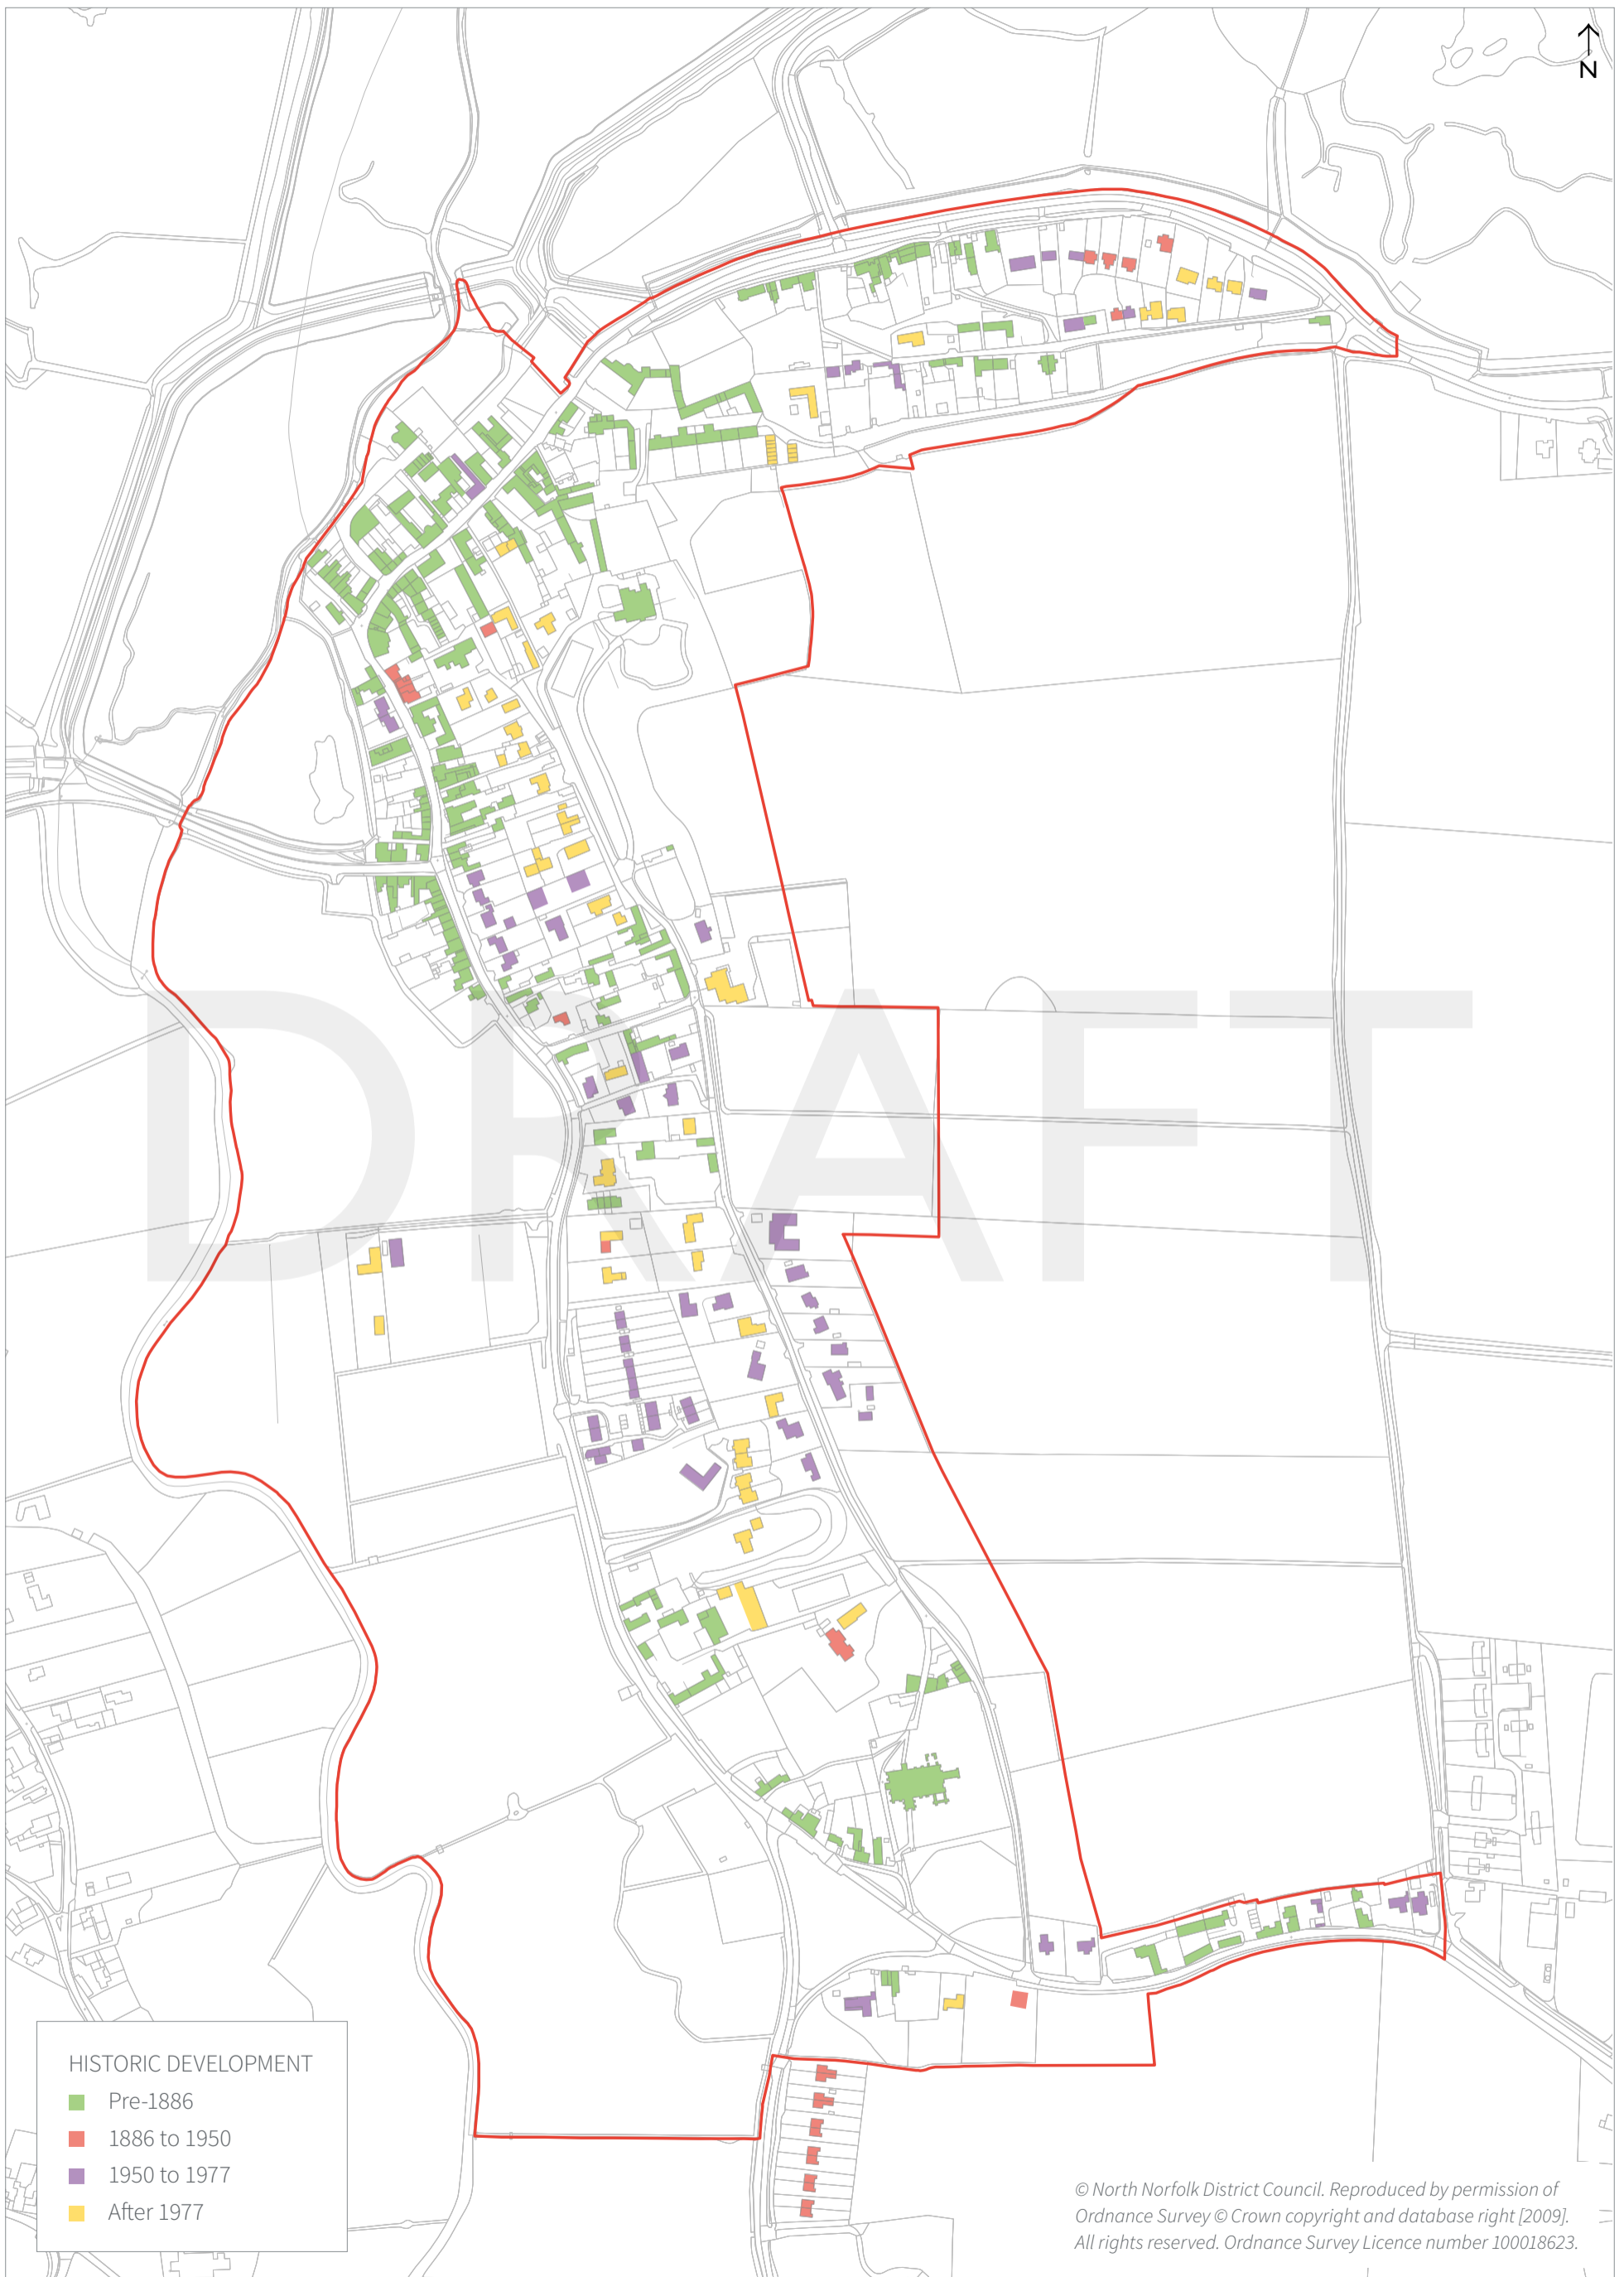 N
DRAFT
HISTORIC DEVELOPMENT
Pre-1886
1886 to 1950
1950 to 1977
After 1977
© North Norfolk District Council. Reproduced by permission of
Ordnance Survey © Crown copyright and database right [2009].
All rights reserved. Ordnance Survey Licence number 100018623.